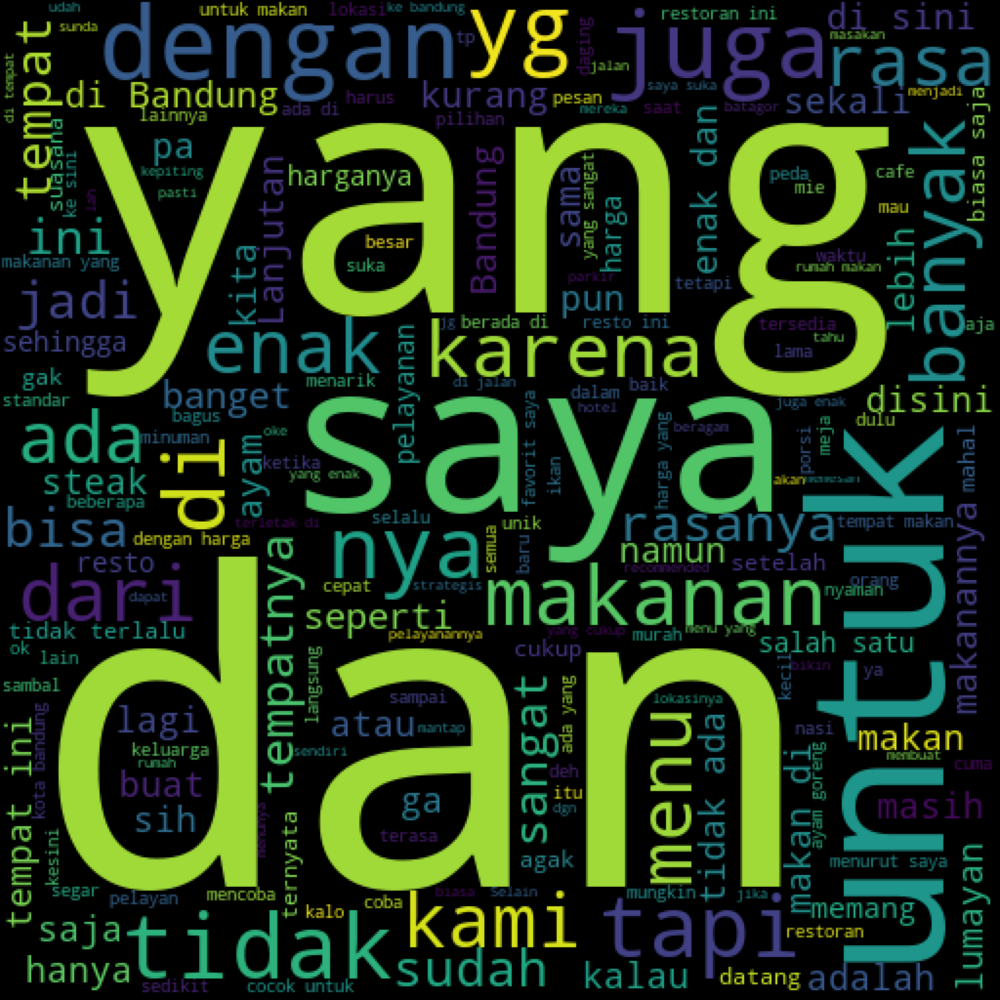 udah
untuk makan
lokasi
ke bandung
dengan
yg
juga
restoran ini
di sini
masakan
sunda
tp
daging
jalan
rasa
tempat
di tempat
di Bandung
ada di
harus
kurang
pesan
saya suka
mereka
saat
batagor
sekali
menjadi
lainnya
pilihan
yang
suasana
ke sini
kepiting
pa
pasti
lah
harganya
Lanjutan
besar
suka
Bandung
sama
yang sangat
harga
enak dan
peda
mie
cafe
mau
banyak
biasa saja
ini
makanan yang
kita
parkir
tetapi
waktu
rumah makan
lebih
jadi
pun
sehingga
enak
jg
berada di
resto ini
tersedia
tahu
lama
aja
karena
gak
standar
banget
bagus
menarik
pelayanan
di jalan
dalam
hotel
baik
juga enak
disini
dulu
ada
minuman
oke
di
ayam
ketika
yang enak
saya
favorit saya
ikan
harga yang
beragam
porsi
meja
akan
untuk
makanannya
mahal
steak
beberapa
bisa
dengan harga
terletak di
selalu
unik
semua
baru
rasanya
tempat makan
resto
nya
namun
setelah
orang
nyaman
recommended
dari
dapat
tempatnya
cepat
strategis
makanan
seperti
pelayanannya
yang cukup
murah
menu yang
salah satu
tidak terlalu
ok
lain
cukup
bikin
ya
kecil
sambal
dan
langsung
sampai
lokasinya
lagi
keluarga
rumah
atau
mantap
sendiri
sangat
ada yang
menu
tidak ada
makan
membuat
cuma
nasi
tempat ini
kota bandung
buat
sih
menunya
ga
terasa
deh
itu
dgn
makan di
ayam goreng
masih
kesini
ternyata
agak
menurut saya
segar
pelayan
mencoba
biasa
Selain
mungkin
jika
memang
lumayan
kalo
coba
kami
tapi
restoran
saja
tidak
hanya
sedikit
cocok untuk
sudah
kalau
datang
adalah